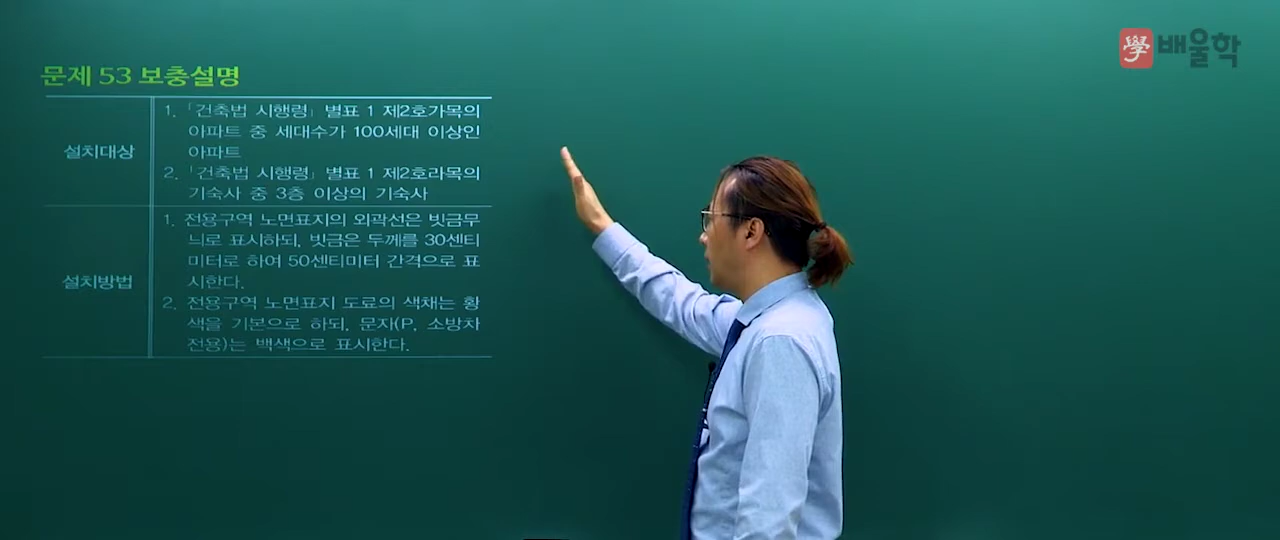 學 배울학
문제 53 보충설명
설치대상
1. 「건축법 시행령」 별표 1 제2호가목의
아파트 중 세대수가 100세대 이상인
아파트
2. 「건축법 시행령」 별표 1 제2호라목의
기숙사 중 3층 이상의 기숙사
설치방법
1. 전용구역 노면표지의 외곽선은 빗금무
늬로 표시하되, 빗금은 두께를 30센티
미터로 하여 50센티미터 간격으로 표
시한다.
2. 전용구역 노면표지 도료의 색채는 황
색을 기본으로 하되, 문자(P, 소방차
전용)는 백색으로 표시한다.